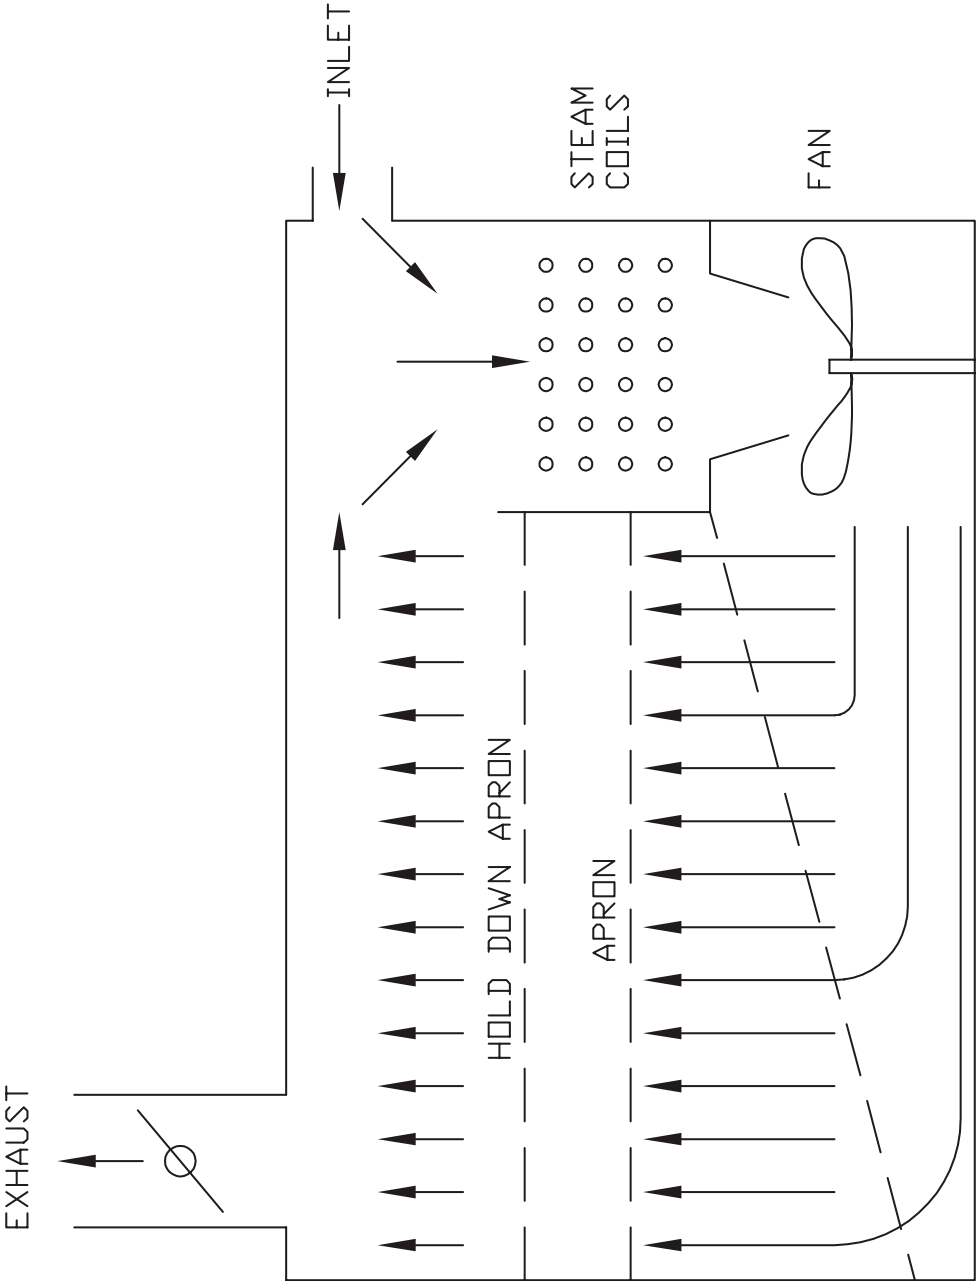 EXHAUST
INLET
STEAM
COILS
FAN
HOLD DOWN APRON
APRON